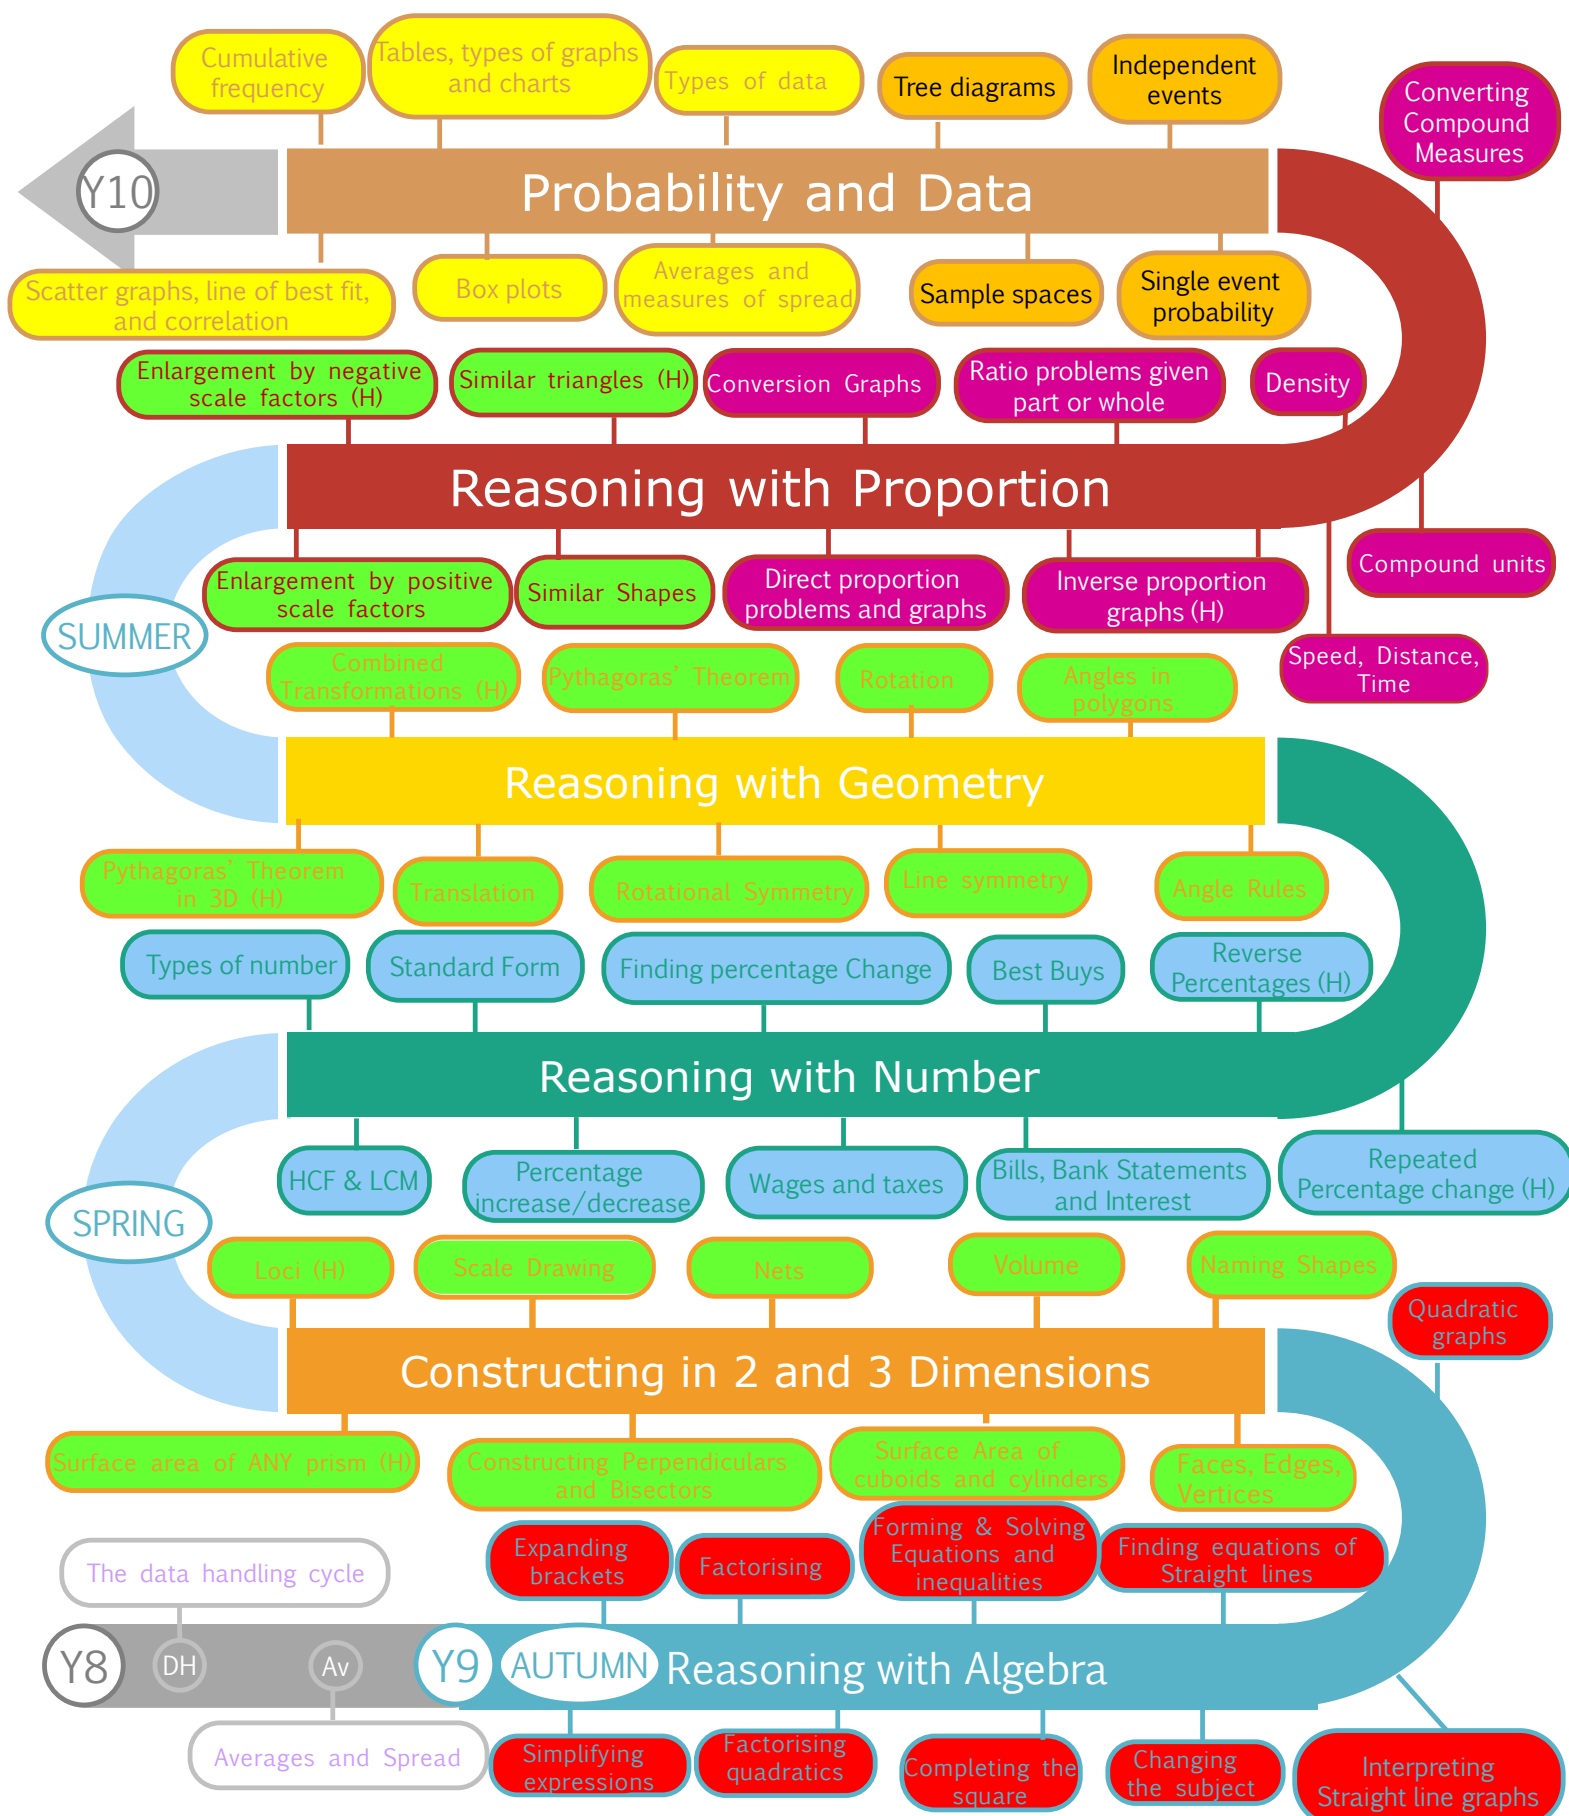 Cumulative
frequency
Tables, types of graphs
and charts
Types of data
Tree diagrams
Independent
events
Converting
Compound
Measures
Y10
Probability and Data
Scatter graphs, line of best fit,
and correlation
Box plots
Averages and
measures of spread
Sample spaces
Single event
probability
Enlargement by negative
scale factors (H)
Similar triangles (H)
Conversion Graphs
Ratio problems given
part or whole
Density
Reasoning with Proportion
Enlargement by positive
scale factors
Similar Shapes
Direct proportion
problems and graphs
Inverse proportion
graphs (H)
Compound units
SUMMER
Speed, Distance,
Time
Combined
Transformations (H)
Pythagoras' Theorem
Rotation
Angles in
polygons
Reasoning with Geometry
Pythagoras' Theorem
in 3D (H)
Translation
Rotational Symmetry
Line symmetry
Angle Rules
Types of number
Standard Form
Finding percentage Change
Best Buys
Reverse
Percentages (H)
Reasoning with Number
HCF & LCM
Percentage
increase/decrease
Wages and taxes
Bills, Bank Statements
and Interest
Repeated
Percentage change (H)
SPRING
Loci (H)
Scale Drawing
Nets
Volume
Naming Shapes
Quadratic
graphs
Constructing in 2 and 3 Dimensions
Surface area of ANY prism (H)
Constructing Perpendiculars
and Bisectors
Surface Area of
cuboids and cylinders
Faces, Edges,
Vertices
The data handling cycle
Expanding
brackets
Factorising
Forming & Solving
Equations and
inequalities
Finding equations of
Straight lines
Y8
DH
Av
Y9
AUTUMN
Reasoning with Algebra
Averages and Spread
Simplifying
expressions
Factorising
quadratics
Completing the
square
Changing
the subject
Interpreting
Straight line graphs